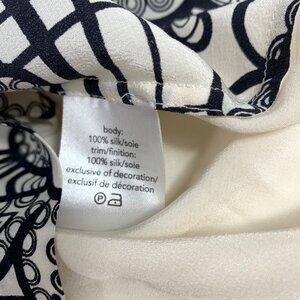 body:
100% silk/soie
trim/finition:
100% silk/soie
exclusive of decoration/
exclusif de décoration
P